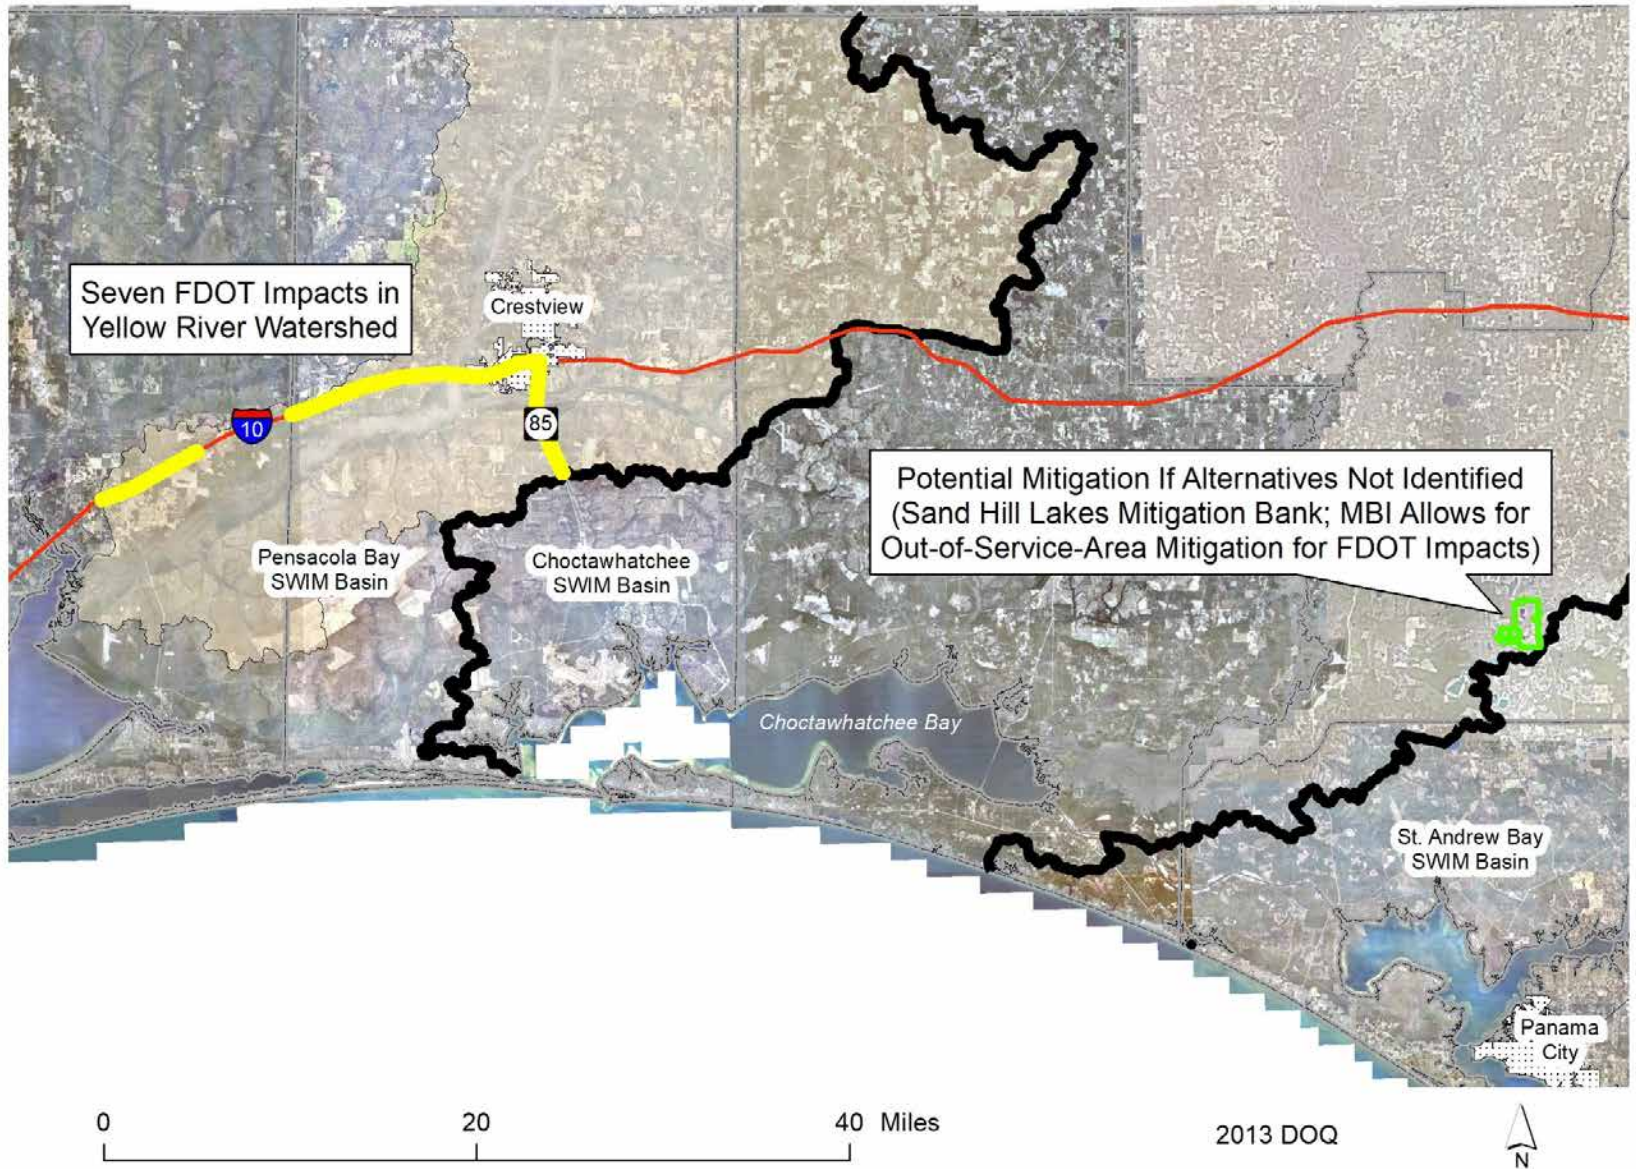 Seven FDOT Impacts in
Yellow River Watershed
Crestview
10
85
Potential Mitigation If Alternatives Not Identified
(Sand Hill Lakes Mitigation Bank; MBI Allows for
Out-of-Service-Area Mitigation for FDOT Impacts)
Pensacola Bay
SWIM Basin
Choctawhatchee
SWIM Basin
Choctawhatchee Bay
St. Andrew Bay
SWIM Basin
Panama
City
0 20 40 Miles
2013 DOQ
N